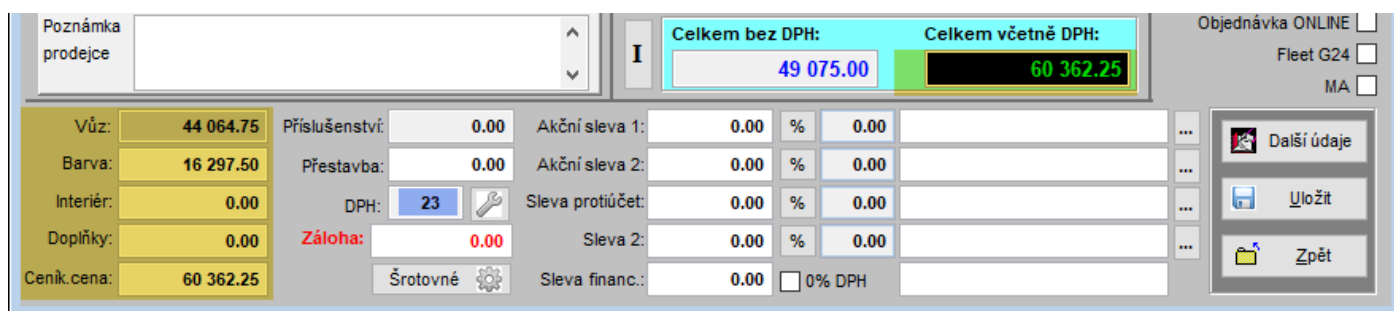 Poznámka
prodejce
I
Celkem bez DPH:
Celkem včetně DPH:
49 075.00
60 362.25
Objednávka ONLINE
Fleet G24
MA
Vůz: 44 064.75 Příslušenství: 0.00 Akční sleva 1: 0.00 % 0.00 ...
Barva: 16 297.50 Přestavba: 0.00 Akční sleva 2: 0.00 % 0.00 ...
Interiér: 0.00 DPH: 23 Sleva protiúčet: 0.00 % 0.00 ...
Doplňky: 0.00 Záloha: 0.00 Sleva 2: 0.00 % 0.00 ...
Ceník.cena: 60 362.25 Šrotovné Sleva financ.: 0.00 0% DPH
Další údaje
Uložit
Zpět